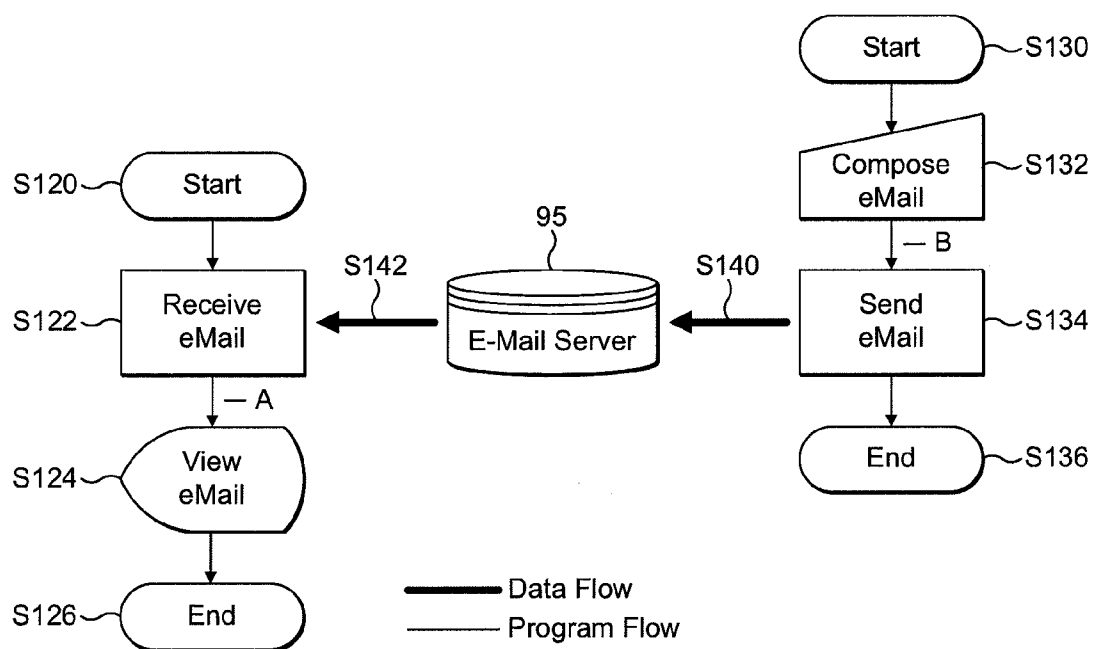 Start
S130
Compose
eMail
S132
S120
Start
— B
95
S142
S140
S122
Receive
eMail
E-Mail Server
Send
eMail
S134
— A
S124
View
eMail
End
S136
S126
End
Data Flow
Program Flow